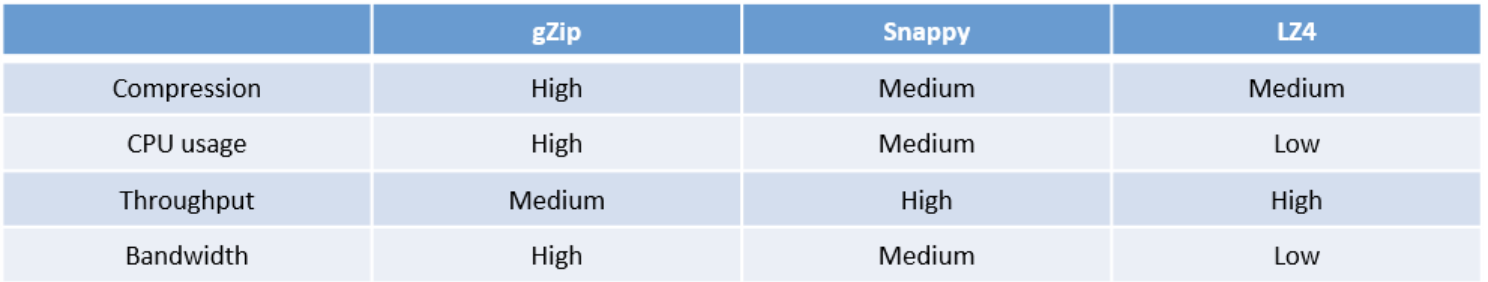 gZip Snappy LZ4
Compression High Medium Medium
CPU usage High Medium Low
Throughput Medium High High
Bandwidth High Medium Low